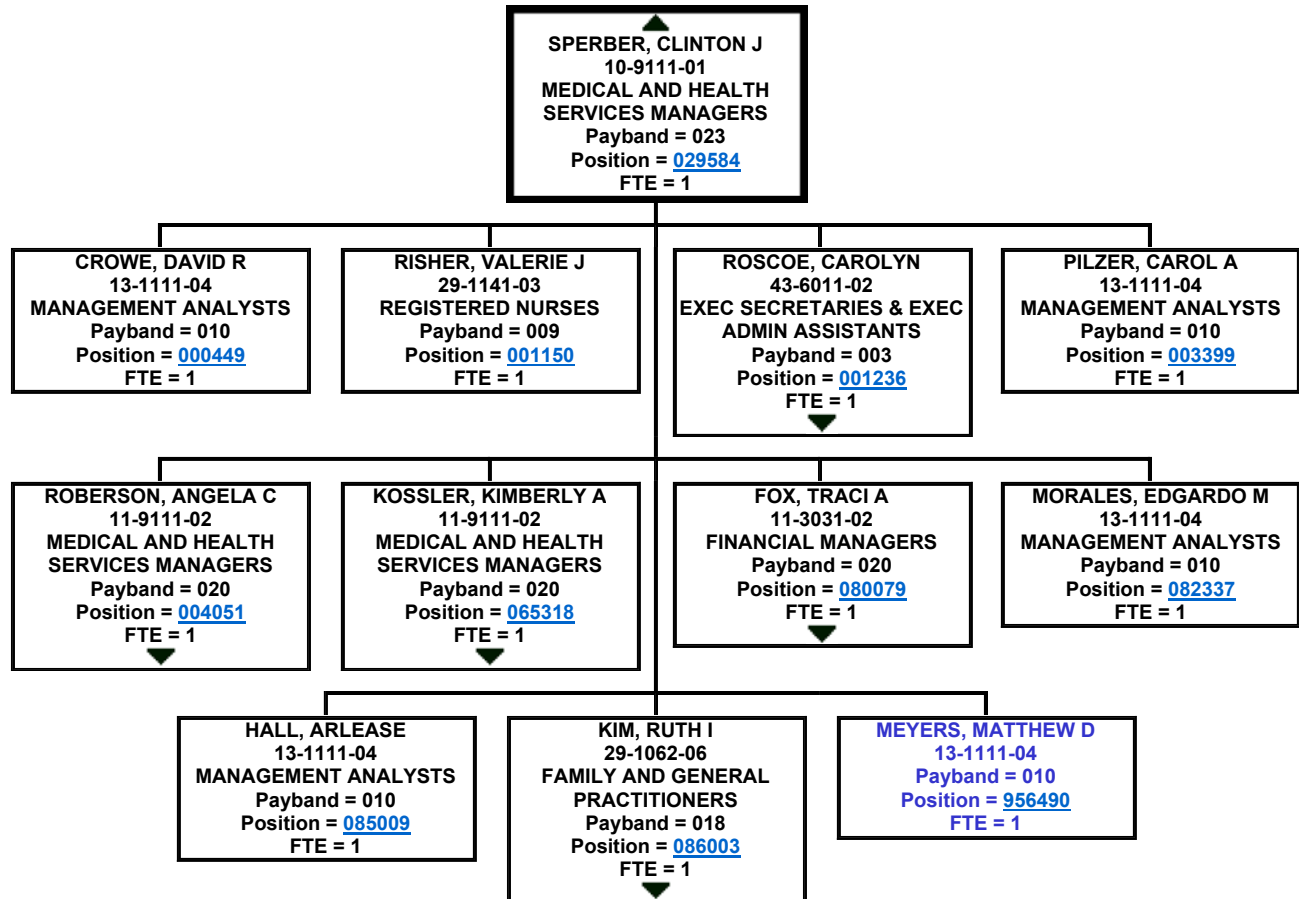 SPERBER, CLINTON J
10-9111-01
MEDICAL AND HEALTH
SERVICES MANAGERS
Payband = 023
Position = 029584
FTE = 1
CROWE, DAVID R
13-1111-04
MANAGEMENT ANALYSTS
Payband = 010
Position = 000449
FTE = 1
RISHER, VALERIE J
29-1141-03
REGISTERED NURSES
Payband = 009
Position = 001150
FTE = 1
ROSCOE, CAROLYN
43-6011-02
EXEC SECRETARIES & EXEC
ADMIN ASSISTANTS
Payband = 003
Position = 001236
FTE = 1
PILZER, CAROL A
13-1111-04
MANAGEMENT ANALYSTS
Payband = 010
Position = 003399
FTE = 1
ROBERSON, ANGELA C
11-9111-02
MEDICAL AND HEALTH
SERVICES MANAGERS
Payband = 020
Position = 004051
FTE = 1
KOSSLER, KIMBERLY A
11-9111-02
MEDICAL AND HEALTH
SERVICES MANAGERS
Payband = 020
Position = 065318
FTE = 1
FOX, TRACI A
11-3031-02
FINANCIAL MANAGERS
Payband = 020
Position = 080079
FTE = 1
MORALES, EDGARDO M
13-1111-04
MANAGEMENT ANALYSTS
Payband = 010
Position = 082337
FTE = 1
HALL, ARLEASE
13-1111-04
MANAGEMENT ANALYSTS
Payband = 010
Position = 085009
FTE = 1
KIM, RUTH I
29-1062-06
FAMILY AND GENERAL
PRACTITIONERS
Payband = 018
Position = 086003
FTE = 1
MEYERS, MATTHEW D
13-1111-04
Payband = 010
Position = 956490
FTE = 1